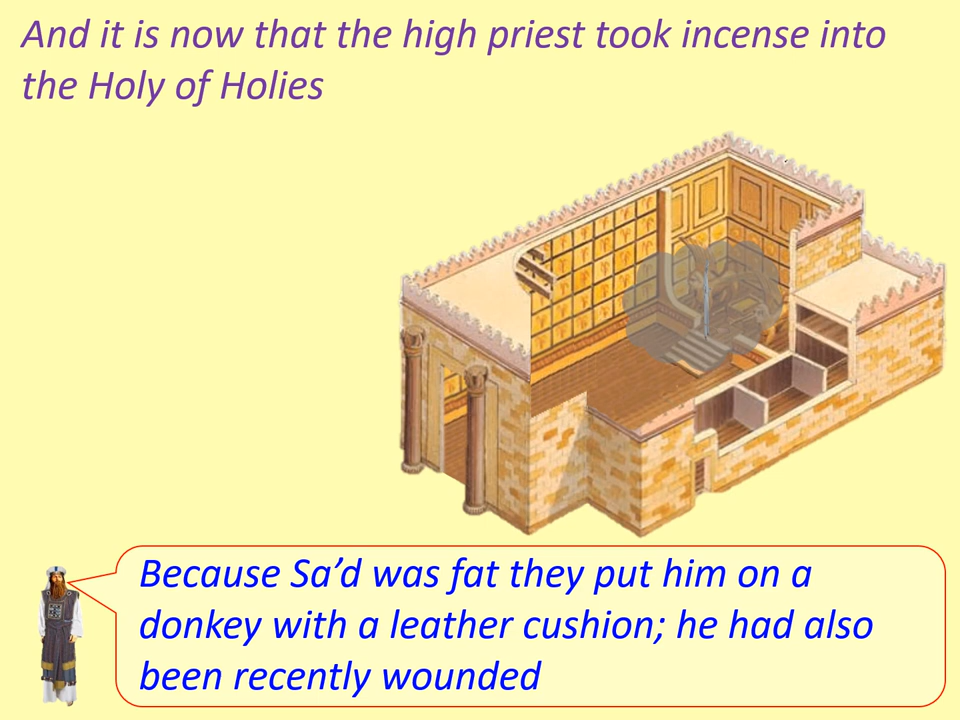 And it is now that the high priest took incense into
the Holy of Holies
Because Sa’d was fat they put him on a
donkey with a leather cushion; he had also
been recently wounded